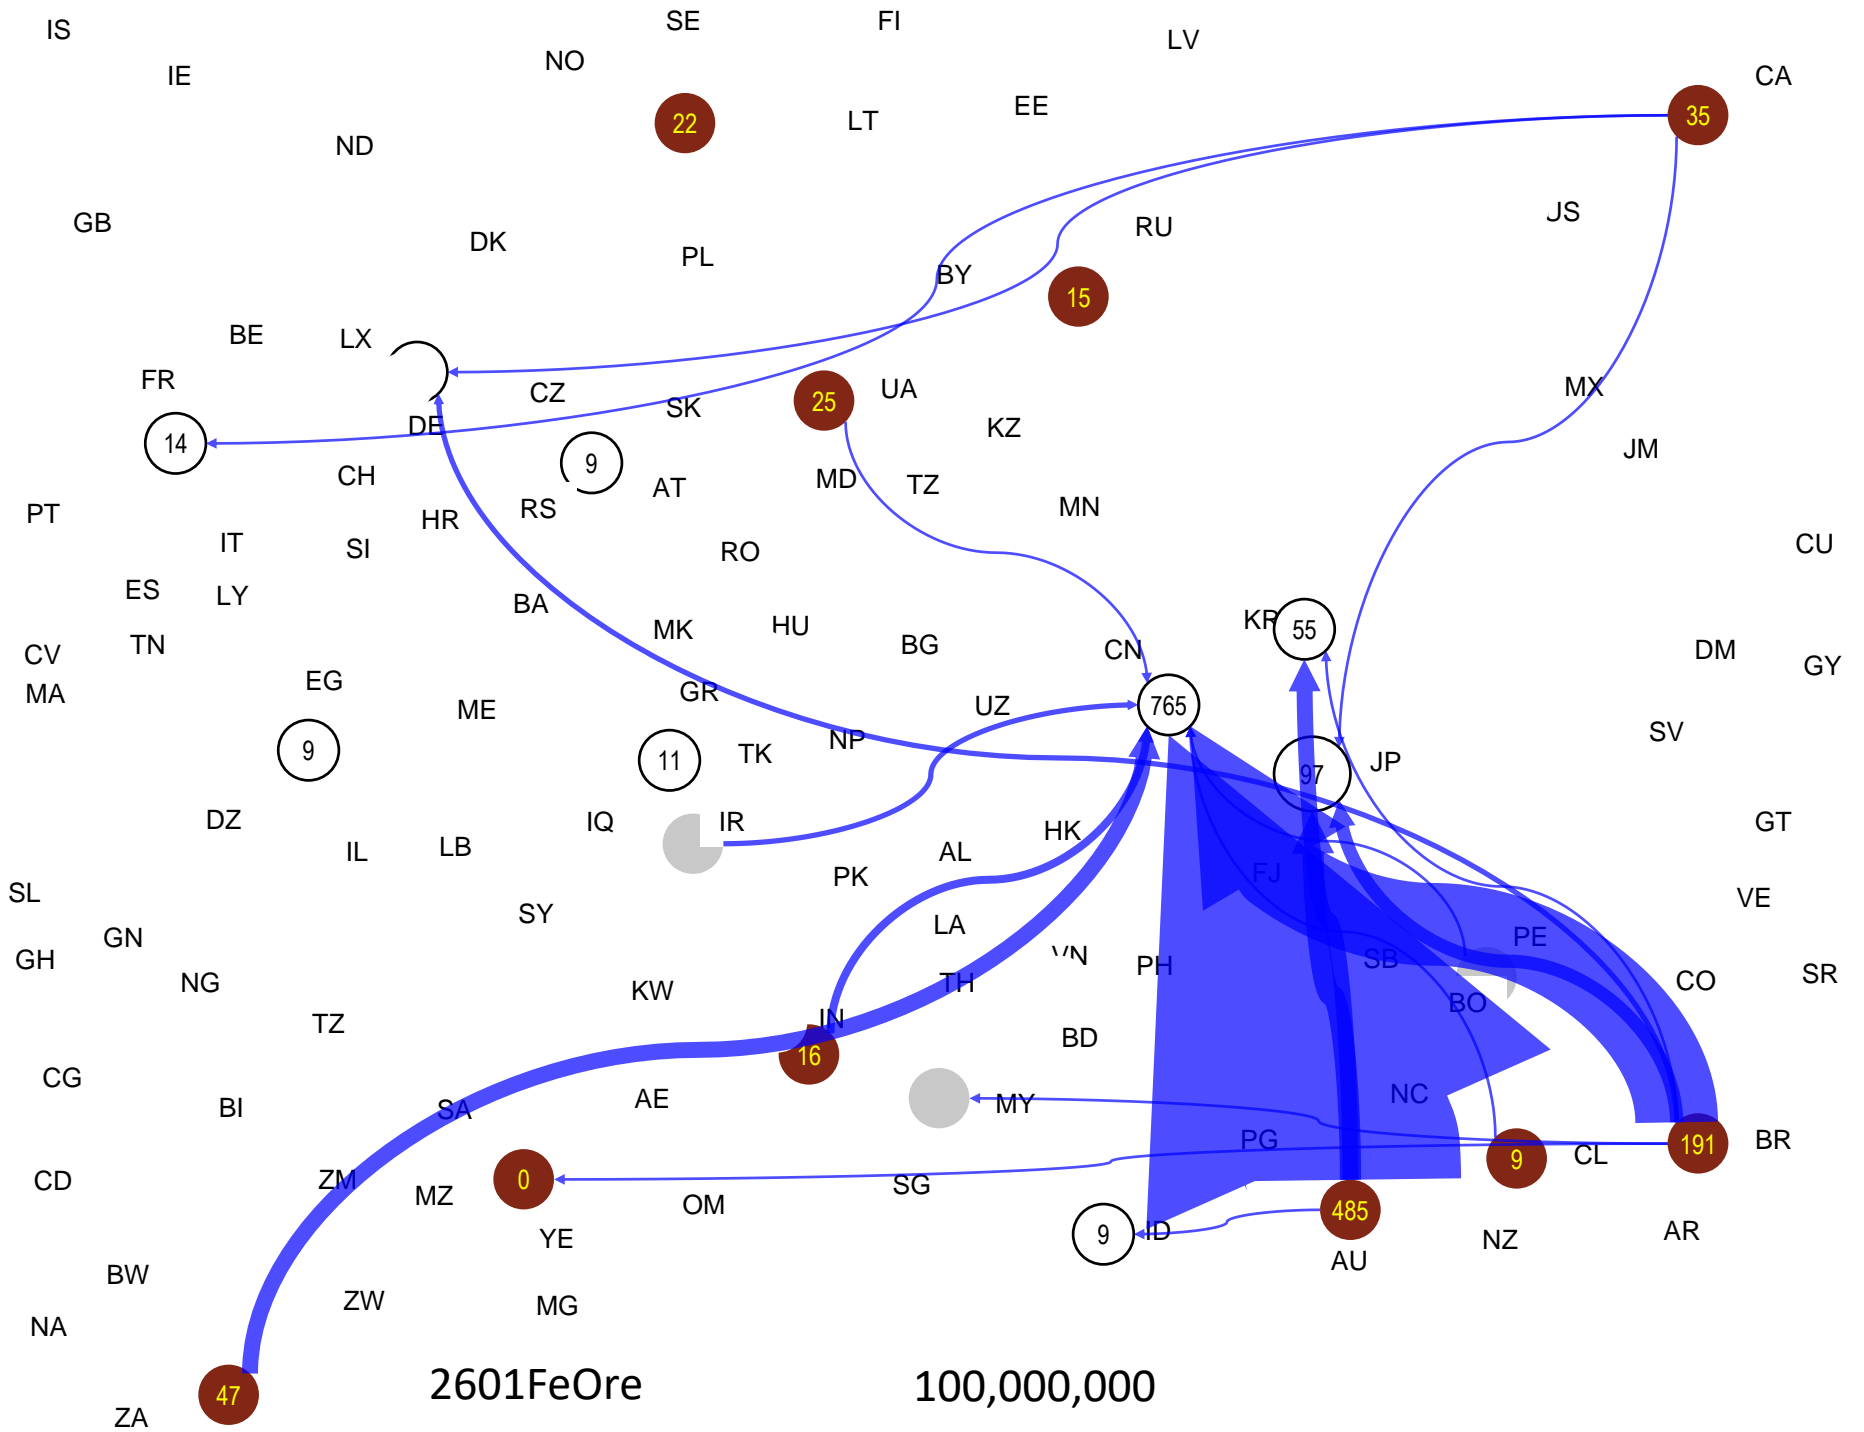 IS
SE
FI
LV
IE
NO
CA
22
LT
EE
35
ND
GB
DK
PL
RU
JS
BY
15
BE
LX
FR
CZ
25
UA
MX
DE
SK
14
9
KZ
JM
CH
AT
MD
TZ
PT
HR
RS
MN
IT
SI
RO
CU
ES
LY
BA
TN
MK
HU
BG
KR
55
CV
CN
DM
GY
MA
EG
GR
ME
UZ
765
SV
9
11
TK
NP
97
JP
DZ
IQ
IR
HK
GT
IL
LB
AL
PK
FJ
SL
SY
LA
VE
GN
PE
GH
VN
PH
SB
NG
KW
TH
CO
SR
BO
TZ
IN
BD
16
CG
BI
SA
AE
MY
NC
PG
191
BR
CD
ZM
MZ
0
OM
SG
9
CL
485
YE
9
ID
AU
NZ
AR
BW
ZW
MG
NA
47
2601FeOre
100,000,000
ZA